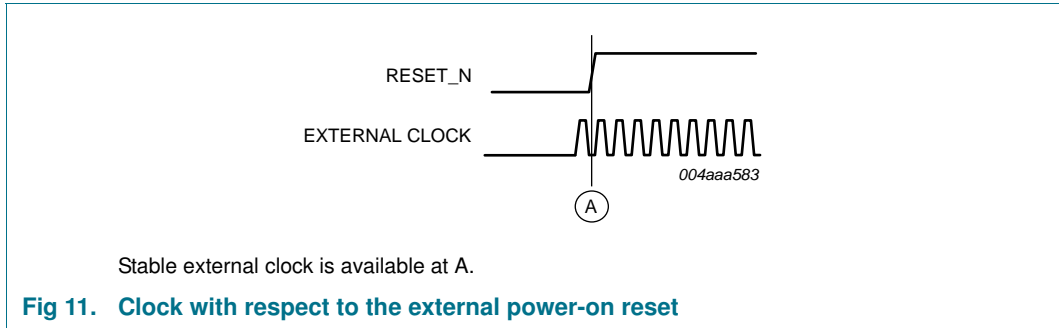 RESET_N
EXTERNAL CLOCK
004aaa583
A
Stable external clock is available at A.
Fig 11. Clock with respect to the external power-on reset